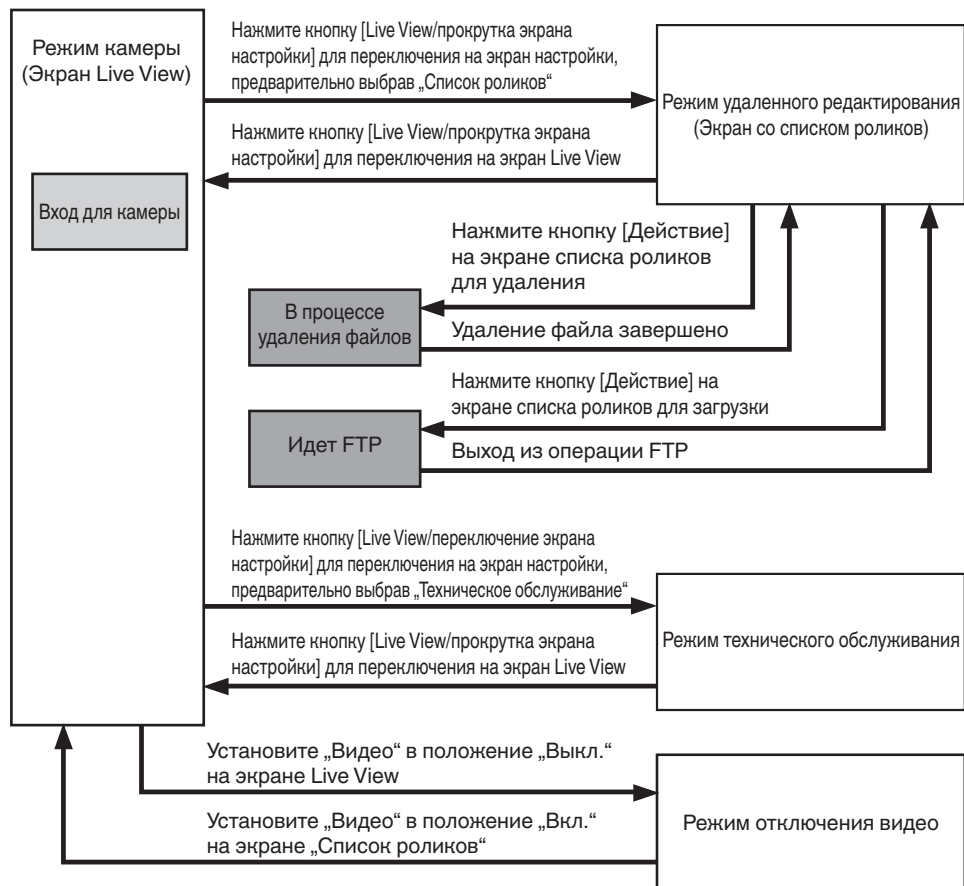 Режим камеры
(Экран Live View)
Вход для камеры
Нажмите кнопку [Live View/прокрутка экрана
настройки] для переключения на экран настройки,
предварительно выбрав „Список роликов“
Нажмите кнопку [Live View/прокрутка экрана
настройки] для переключения на экран Live View
Режим удаленного редактирования
(Экран со списком роликов)
Нажмите кнопку [Действие]
на экране списка роликов
для удаления
В процессе
удаления файлов
Удаление файла завершено
Нажмите кнопку [Действие] на
экране списка роликов для загрузки
Идет FTP
Выход из операции FTP
Нажмите кнопку [Live View/переключение экрана
настройки] для переключения на экран настройки,
предварительно выбрав „Техническое обслуживание“
Нажмите кнопку [Live View/прокрутка экрана
настройки] для переключения на экран Live View
Режим технического обслуживания
Установите „Видео“ в положение „Выкл.“
на экране Live View
Установите „Видео“ в положение „Вкл.“
на экране „Список роликов“
Режим отключения видео